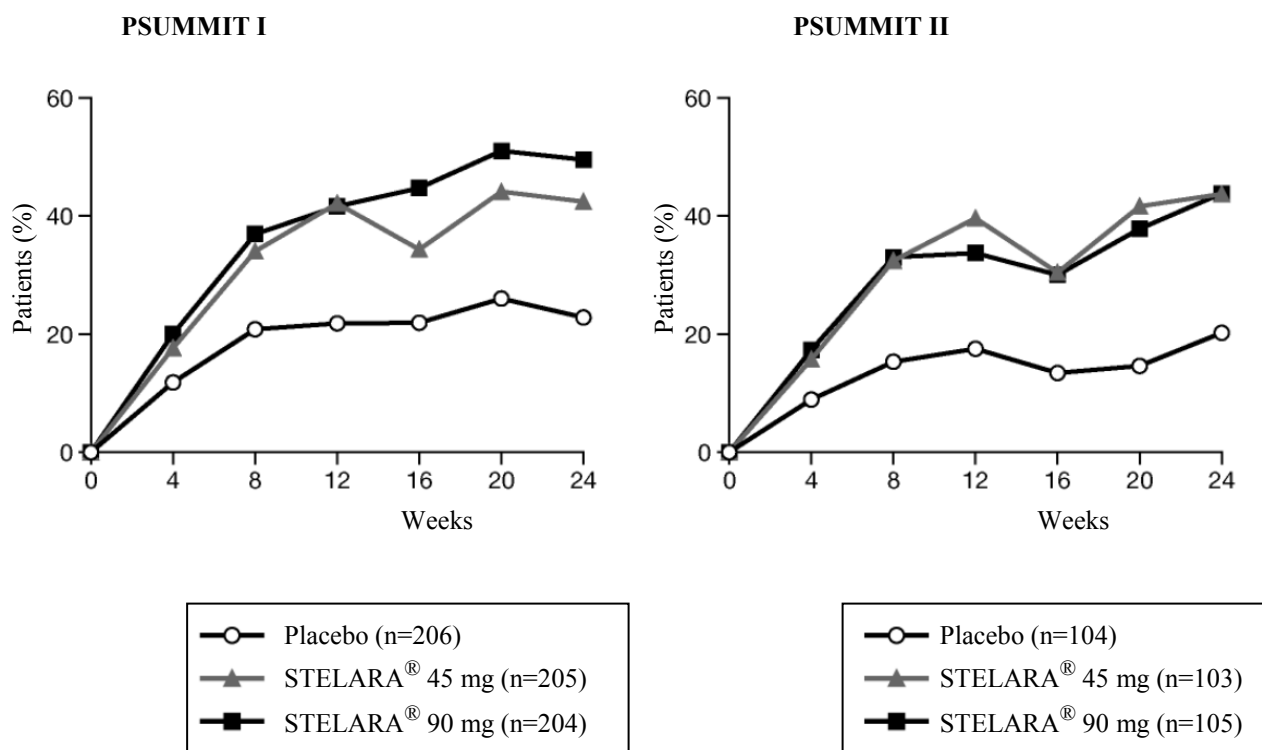 PSUMMIT I
60
40
20
0
Patients (%)
0 4 8 12 16 20 24
Weeks
Placebo (n=206)
STELARA® 45 mg (n=205)
STELARA® 90 mg (n=204)
PSUMMIT II
60
40
20
0
Patients (%)
0 4 8 12 16 20 24
Weeks
Placebo (n=104)
STELARA® 45 mg (n=103)
STELARA® 90 mg (n=105)